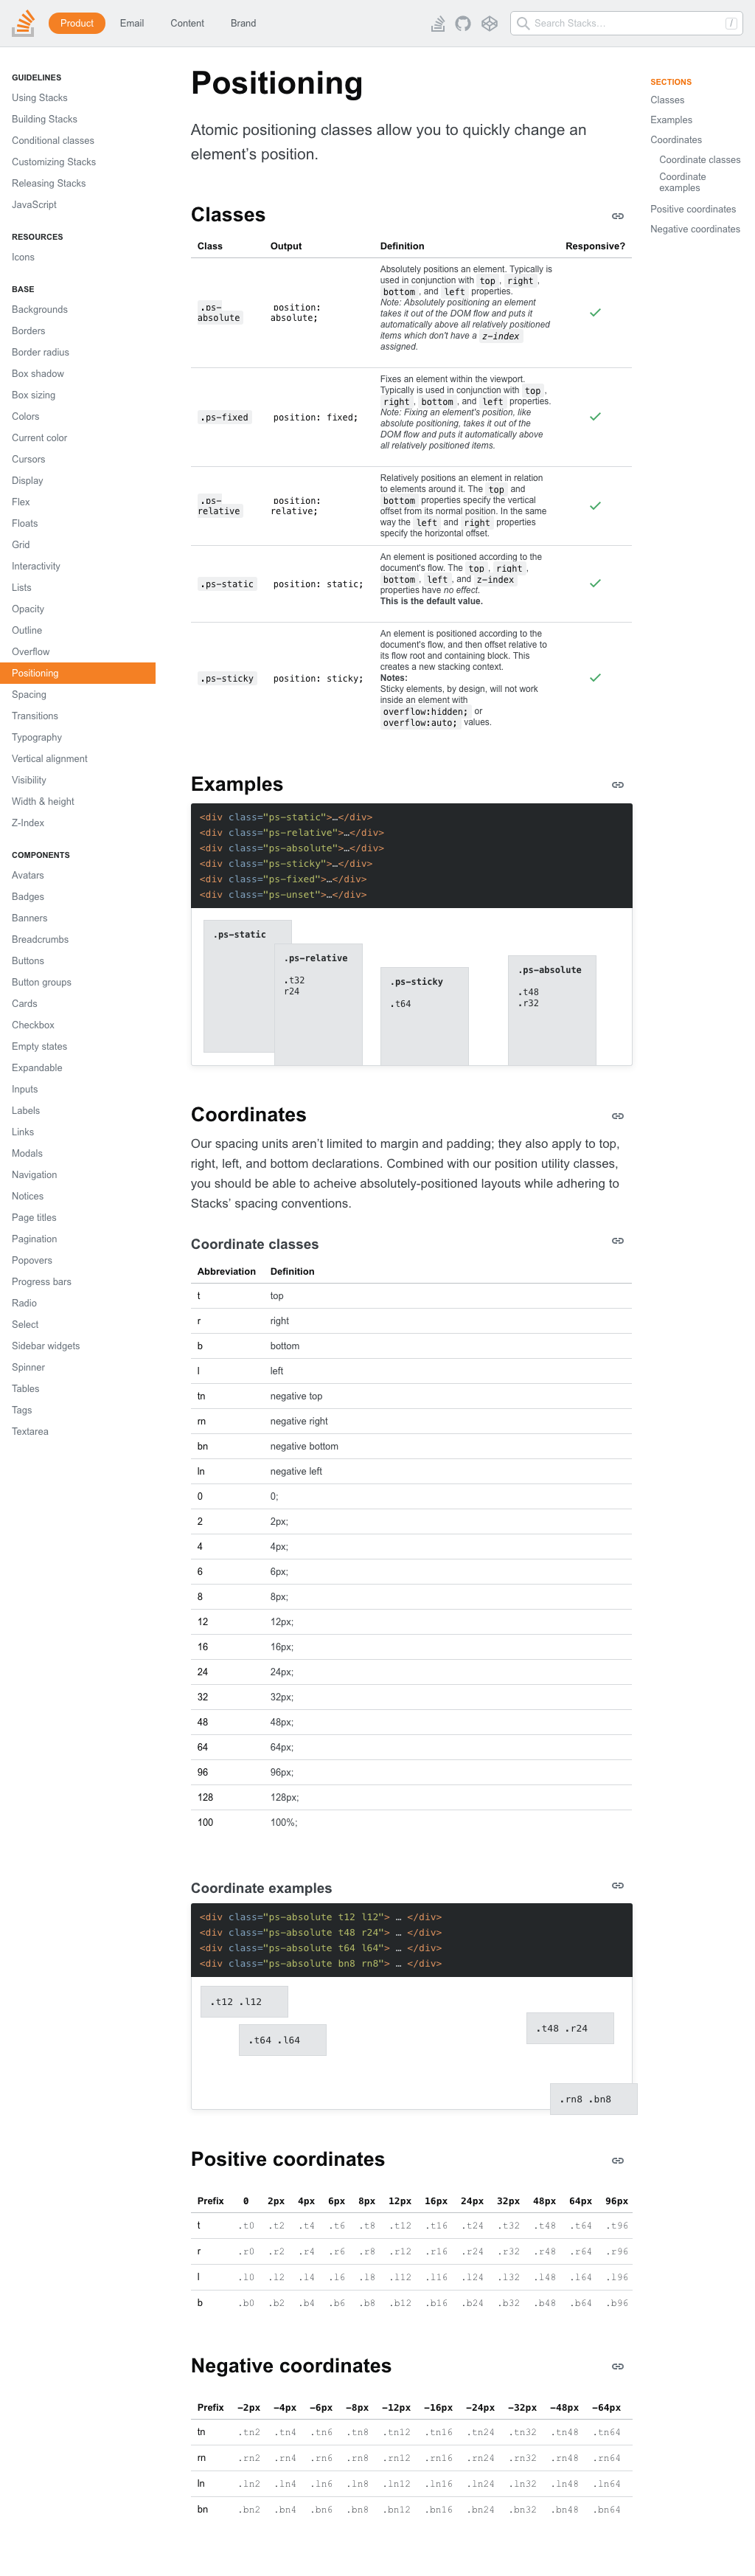 Product Email Content Brand Search Stacks… /
GUIDELINES
Using Stacks
Building Stacks
Conditional classes
Customizing Stacks
Releasing Stacks
JavaScript
RESOURCES
Icons
BASE
Backgrounds
Borders
Border radius
Box shadow
Box sizing
Colors
Current color
Cursors
Display
Flex
Floats
Grid
Interactivity
Lists
Opacity
Outline
Overflow
Positioning
Spacing
Transitions
Typography
Vertical alignment
Visibility
Width & height
Z-Index
COMPONENTS
Avatars
Badges
Banners
Breadcrumbs
Buttons
Button groups
Cards
Checkbox
Empty states
Expandable
Inputs
Labels
Links
Modals
Navigation
Notices
Page titles
Pagination
Popovers
Progress bars
Radio
Select
Sidebar widgets
Spinner
Tables
Tags
Textarea
Positioning
Atomic positioning classes allow you to quickly change an
element’s position.
Classes
Class Output Definition Responsive?
.ps-
absolute
position:
absolute;
Absolutely positions an element. Typically is
used in conjunction with top, right,
bottom, and left properties.
Note: Absolutely positioning an element
takes it out of the DOM flow and puts it
automatically above all relatively positioned
items which don't have a z-index
assigned.
.ps-fixed
position: fixed;
Fixes an element within the viewport.
Typically is used in conjunction with top,
right, bottom, and left properties.
Note: Fixing an element's position, like
absolute positioning, takes it out of the
DOM flow and puts it automatically above
all relatively positioned items.
.ps-
relative
position:
relative;
Relatively positions an element in relation
to elements around it. The top and
bottom properties specify the vertical
offset from its normal position. In the same
way the left and right properties
specify the horizontal offset.
.ps-static
position: static;
An element is positioned according to the
document's flow. The top, right,
bottom, left, and z-index
properties have no effect.
This is the default value.
.ps-sticky
position: sticky;
An element is positioned according to the
document's flow, and then offset relative to
its flow root and containing block. This
creates a new stacking context.
Notes:
Sticky elements, by design, will not work
inside an element with
overflow:hidden; or
overflow:auto; values.
Examples
<div class="ps-static">…</div>
<div class="ps-relative">…</div>
<div class="ps-absolute">…</div>
<div class="ps-sticky">…</div>
<div class="ps-fixed">…</div>
<div class="ps-unset">…</div>
.ps-static
.ps-relative
.t32
r24
.ps-sticky
.t64
.ps-absolute
.t48
.r32
Coordinates
Our spacing units aren’t limited to margin and padding; they also apply to top,
right, left, and bottom declarations. Combined with our position utility classes,
you should be able to acheive absolutely-positioned layouts while adhering to
Stacks’ spacing conventions.
Coordinate classes
Abbreviation Definition
t top
r right
b bottom
l left
tn negative top
rn negative right
bn negative bottom
ln negative left
0 0;
2 2px;
4 4px;
6 6px;
8 8px;
12 12px;
16 16px;
24 24px;
32 32px;
48 48px;
64 64px;
96 96px;
128 128px;
100 100%;
Coordinate examples
<div class="ps-absolute t12 l12"> … </div>
<div class="ps-absolute t48 r24"> … </div>
<div class="ps-absolute t64 l64"> … </div>
<div class="ps-absolute bn8 rn8"> … </div>
.t12 .l12
.t48 .r24
.t64 .l64
.rn8 .bn8
Positive coordinates
Prefix 0 2px 4px 6px 8px 12px 16px 24px 32px 48px 64px 96px
t .t0 .t2 .t4 .t6 .t8 .t12 .t16 .t24 .t32 .t48 .t64 .t96
r .r0 .r2 .r4 .r6 .r8 .r12 .r16 .r24 .r32 .r48 .r64 .r96
l .l0 .l2 .l4 .l6 .l8 .l12 .l16 .l24 .l32 .l48 .l64 .l96
b .b0 .b2 .b4 .b6 .b8 .b12 .b16 .b24 .b32 .b48 .b64 .b96
Negative coordinates
Prefix −2px −4px −6px −8px −12px −16px −24px −32px −48px −64px
tn .tn2 .tn4 .tn6 .tn8 .tn12 .tn16 .tn24 .tn32 .tn48 .tn64
rn .rn2 .rn4 .rn6 .rn8 .rn12 .rn16 .rn24 .rn32 .rn48 .rn64
ln .ln2 .ln4 .ln6 .ln8 .ln12 .ln16 .ln24 .ln32 .ln48 .ln64
bn .bn2 .bn4 .bn6 .bn8 .bn12 .bn16 .bn24 .bn32 .bn48 .bn64
SECTIONS
Classes
Examples
Coordinates
Coordinate classes
Coordinate
examples
Positive coordinates
Negative coordinates